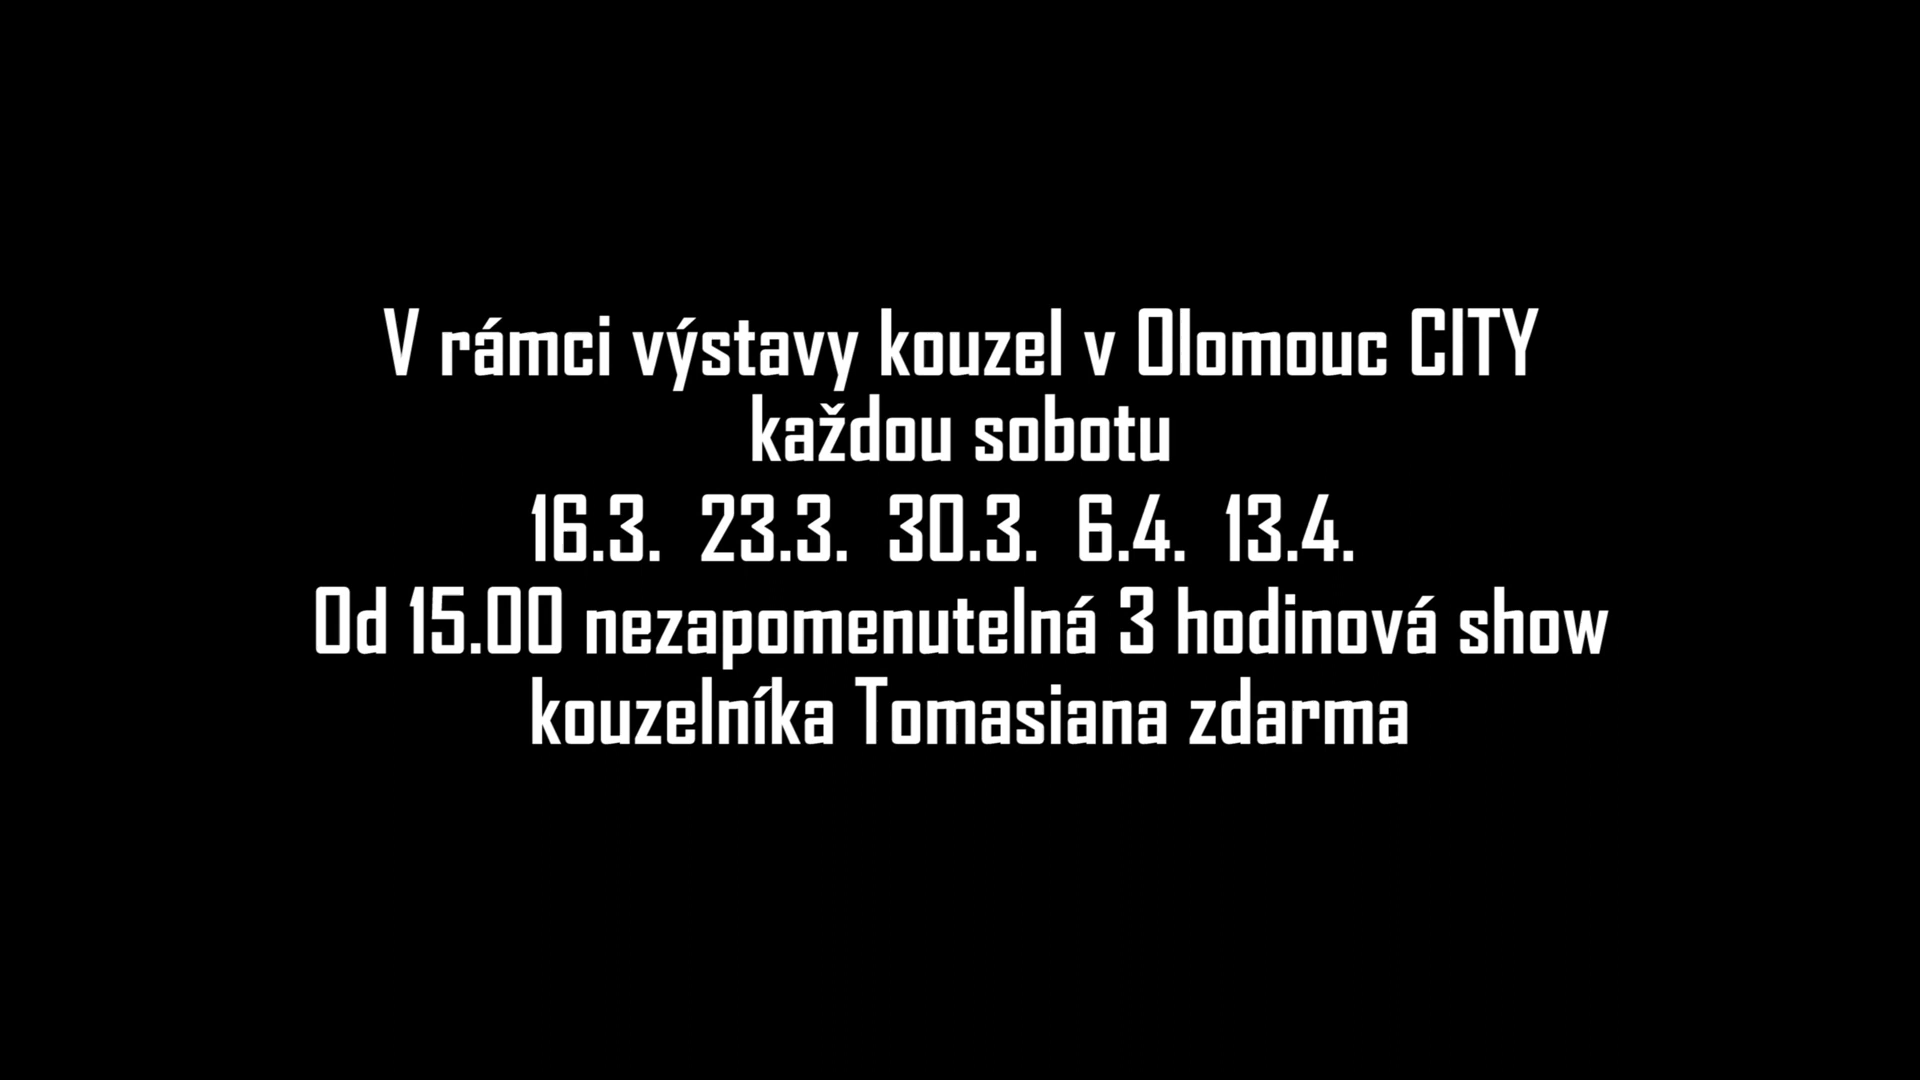 V rámci výstavy kouzel v Olomouc CITY
každou sobotu
16.3. 23.3. 30.3. 6.4. 13.4.
Od 15.00 nezapomenutelná 3 hodinová show
kouzelníka Tomasiana zdarma